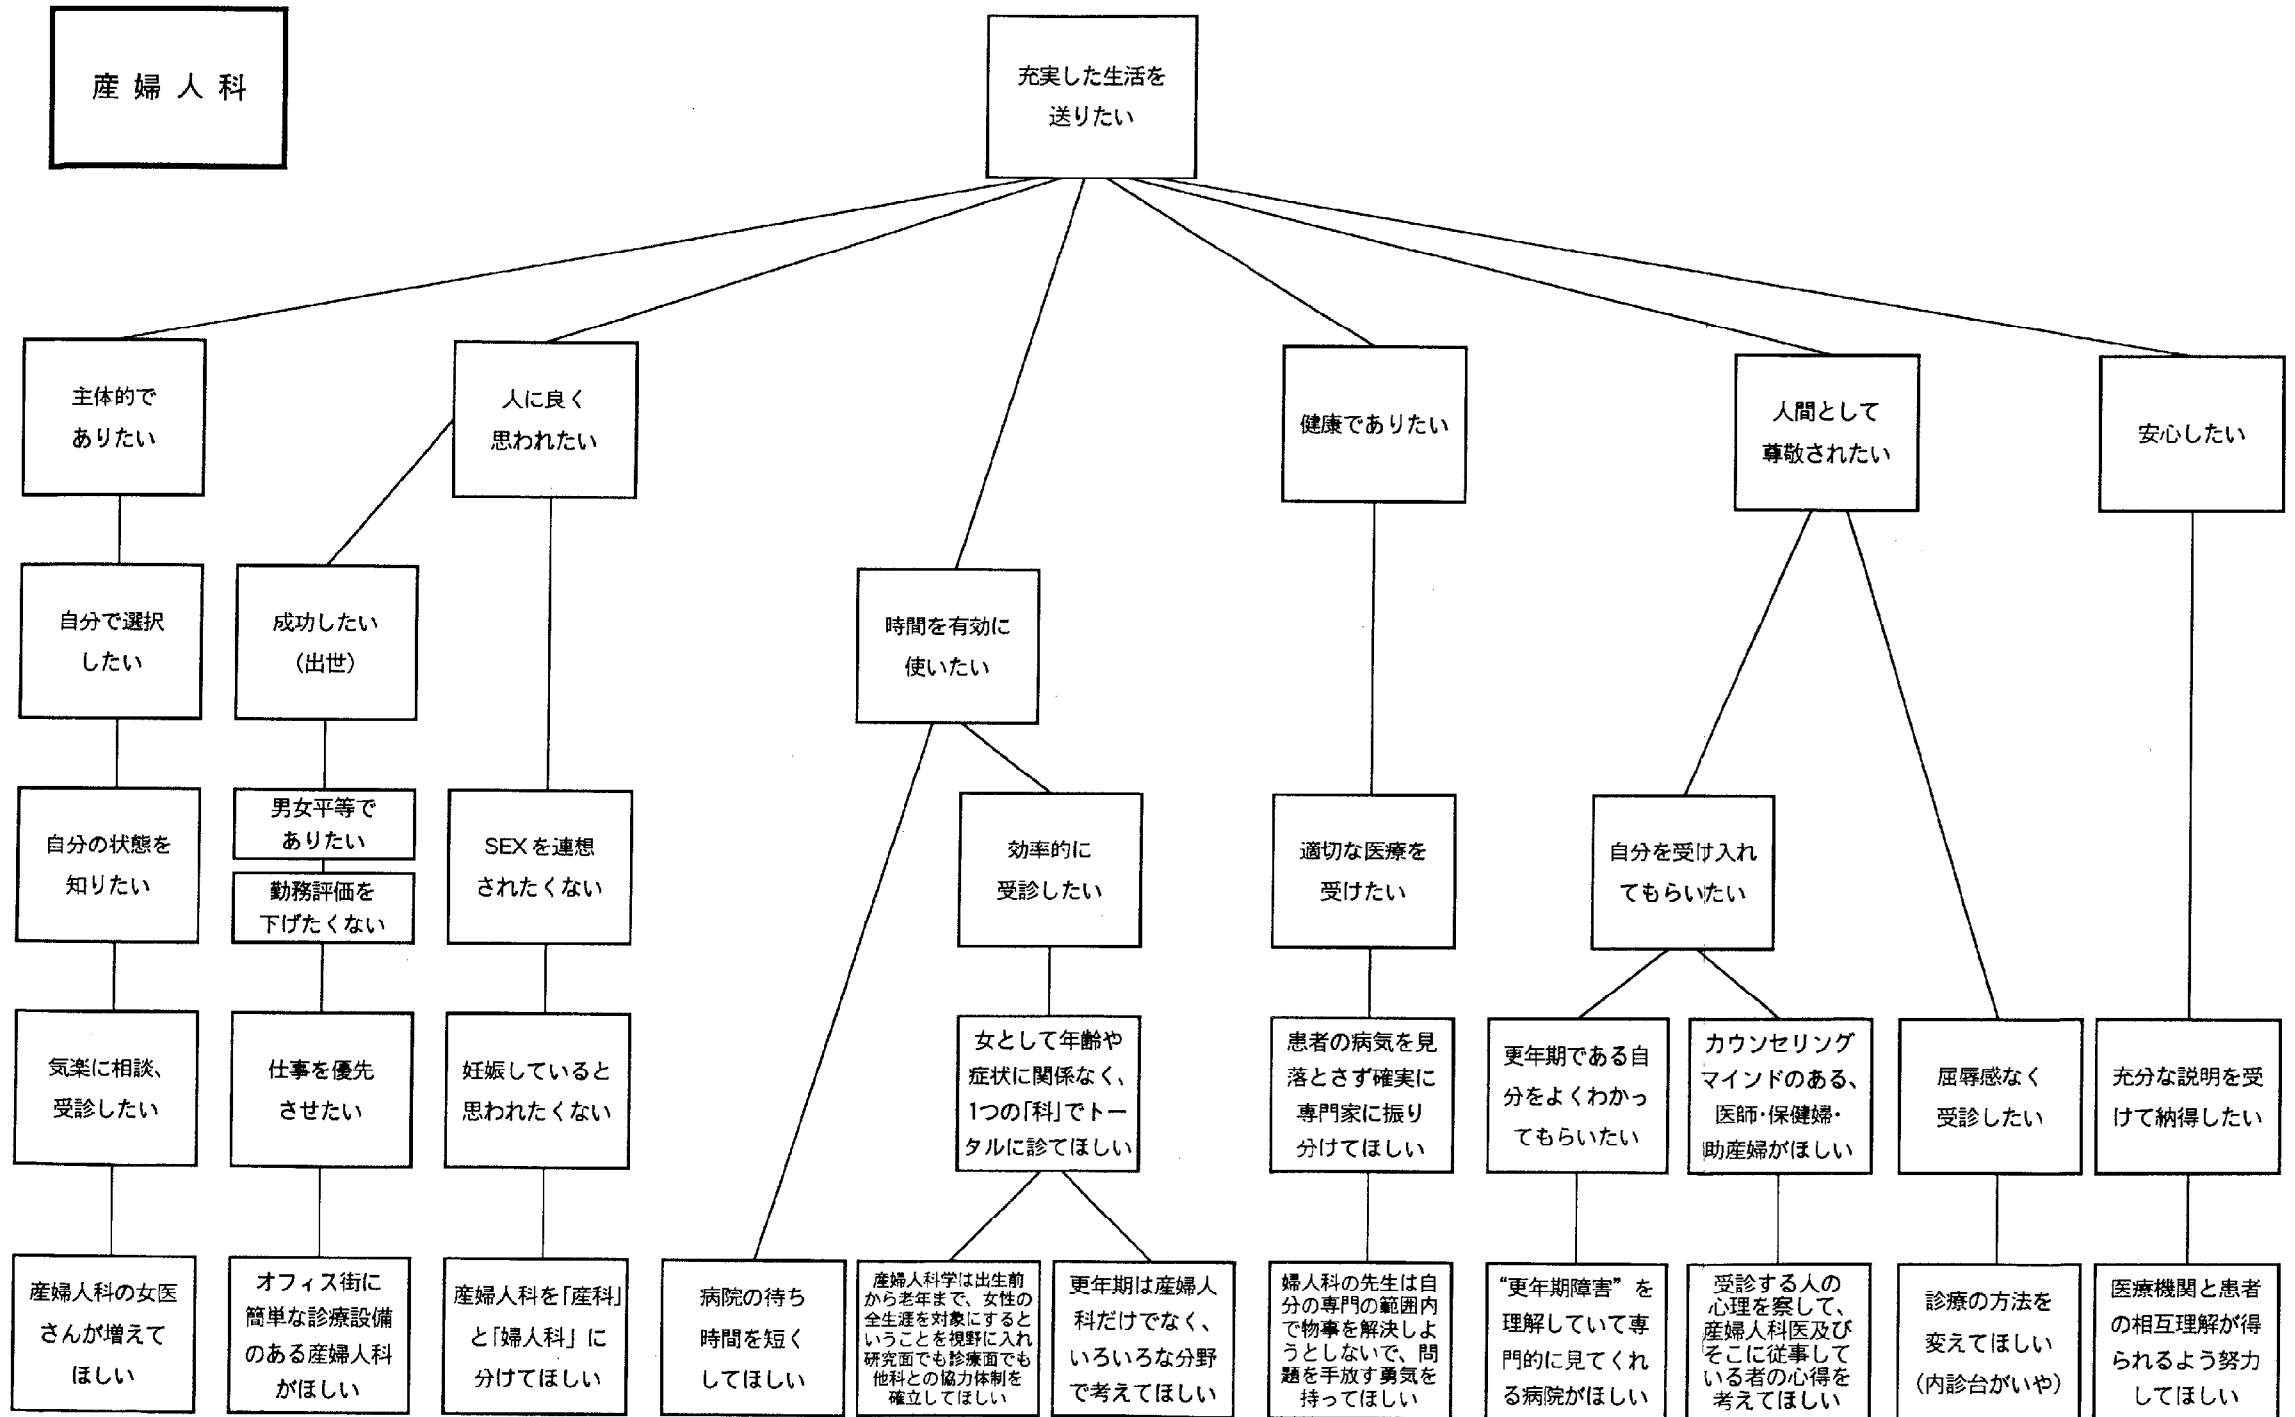 産婦人科
充実した生活を
送りたい
主体的で
ありたい
人に良く
思われたい
健康でありたい
人間として
尊敬されたい
安心したい
自分で選択
したい
成功したい
（出世）
時間を有効に
使いたい
自分の状態を
知りたい
男女平等で
ありたい
勤務評価を
下げたくない
SEXを連想
されたくない
効率的に
受診したい
適切な医療を
受けたい
自分を受け入れ
てもらいたい
気楽に相談、
受診したい
仕事を優先
させたい
妊娠していると
思われたくない
女として年齢や
症状に関係なく、
1つの「科」でトー
タルに診てほしい
患者の病気を見
落とさず確実に
専門家に振り
分けてほしい
更年期である自
分をよくわかっ
てもらいたい
カウンセリング
マインドのある、
医師・保健婦・
助産婦がほしい
屈辱感なく
受診したい
充分な説明を受
けて納得したい
産婦人科の女医
さんが増えて
ほしい
オフィス街に
簡単な診療設備
のある産婦人科
がほしい
産婦人科を「産科」
と「婦人科」に
分けてほしい
病院の待ち
時間を短く
してほしい
産婦人科学は出生前
から老年まで、女性の
全生涯を対象にすると
いうことを視野に入れ
研究面でも診療面でも
他科との協力体制を
確立してほしい
更年期は産婦人
科だけでなく、
いろいろな分野
で考えてほしい
婦人科の先生は自
分の専門の範囲内
で物事を解決しよ
うとしないで、問
題を手放す勇気を
持ってほしい
“更年期障害”を
理解していて専
門的に見てくれ
る病院がほしい
受診する人の
心理を察して、
産婦人科医及び
そこに従事して
いる者の心得を
考えてほしい
診療の方法を
変えてほしい
（内診台がいや）
医療機関と患者
の相互理解が得
られるよう努力
してほしい